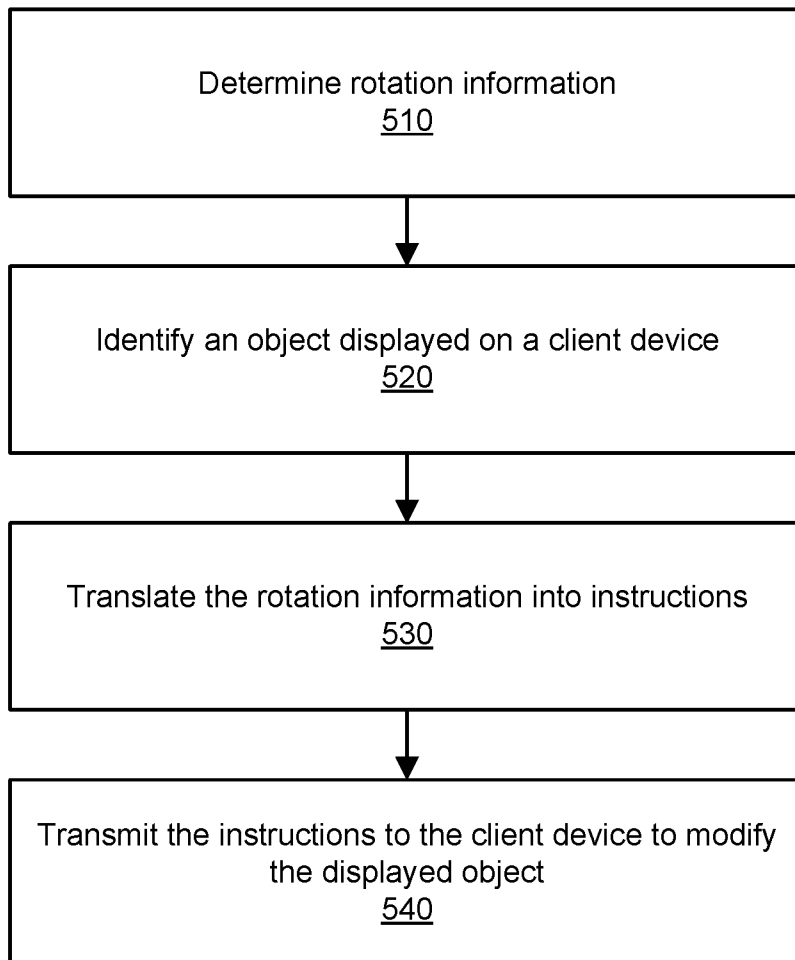 Determine rotation information
510
Identify an object displayed on a client device
520
Translate the rotation information into instructions
530
Transmit the instructions to the client device to modify
the displayed object
540